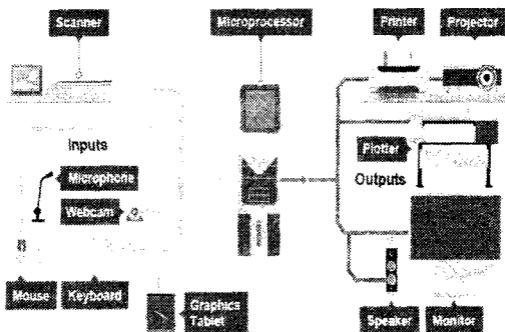 Scanner
Microprocessor
Printer
Projector
Inputs
Microphone
Webcam
Plotter
Outputs
Mouse
Keyboard
Graphics
Tablet
Speaker
Monitor